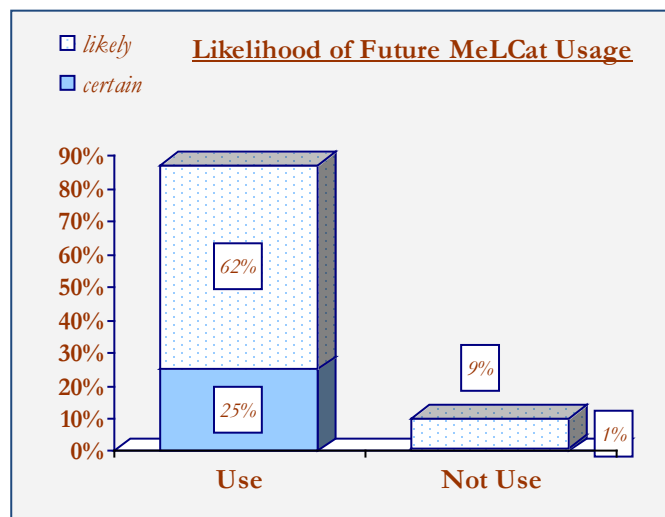 likely
certain
Likelihood of Future MeLCat Usage
90%
80%
70%
60%
50%
40%
30%
20%
10%
0%
62%
25%
9%
1%
Use
Not Use